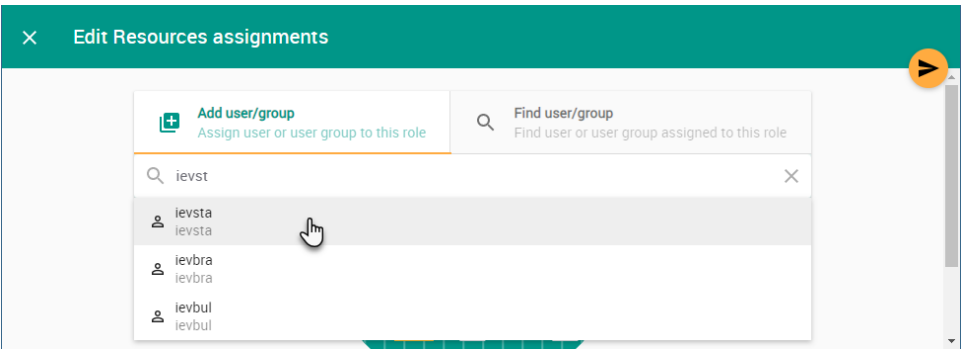 Edit Resources assignments
Add user/group
Assign user or user group to this role
Find user/group
Find user or user group assigned to this role
ievst
ievsta
ievsta
ievbra
ievbra
ievbul
ievbul